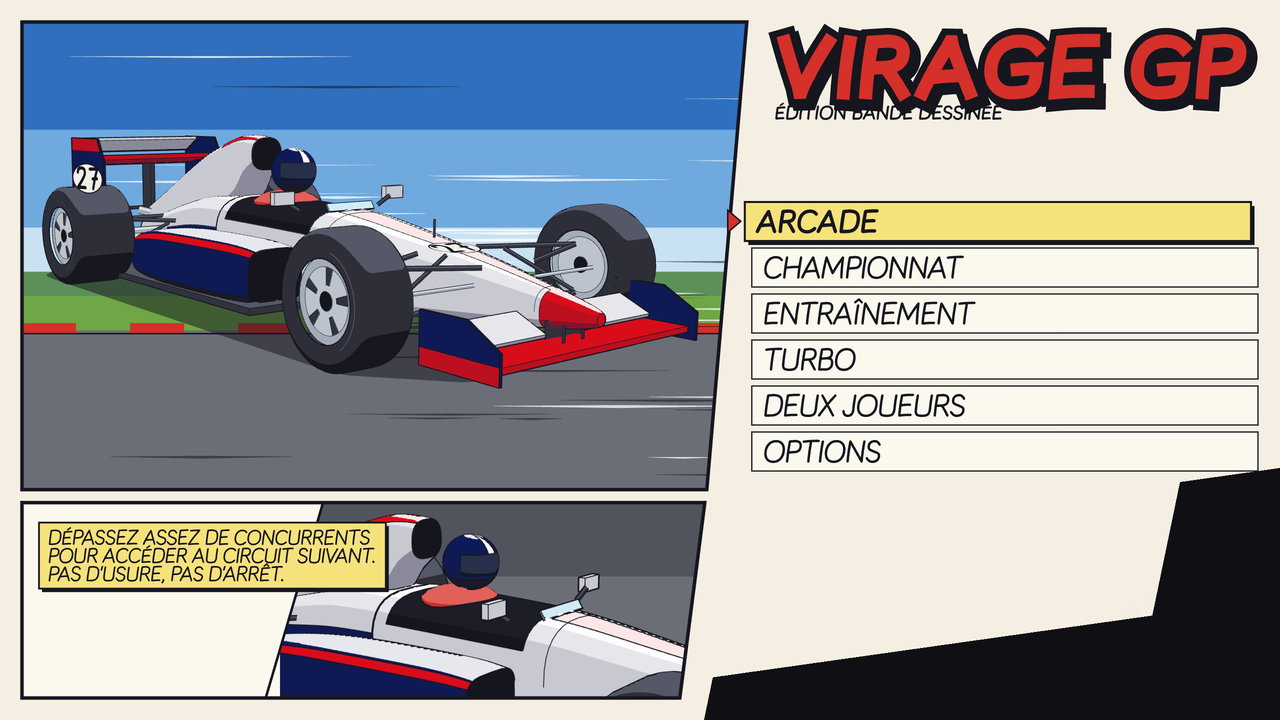 VIRAGE GP
ÉDITION BANDE DESSINÉE
27
ARCADE
CHAMPIONNAT
ENTRAÎNEMENT
TURBO
DEUX JOUEURS
OPTIONS
DÉPASSEZ ASSEZ DE CONCURRENTS
POUR ACCÉDER AU CIRCUIT SUIVANT.
PAS D'USURE, PAS D'ARRÊT.